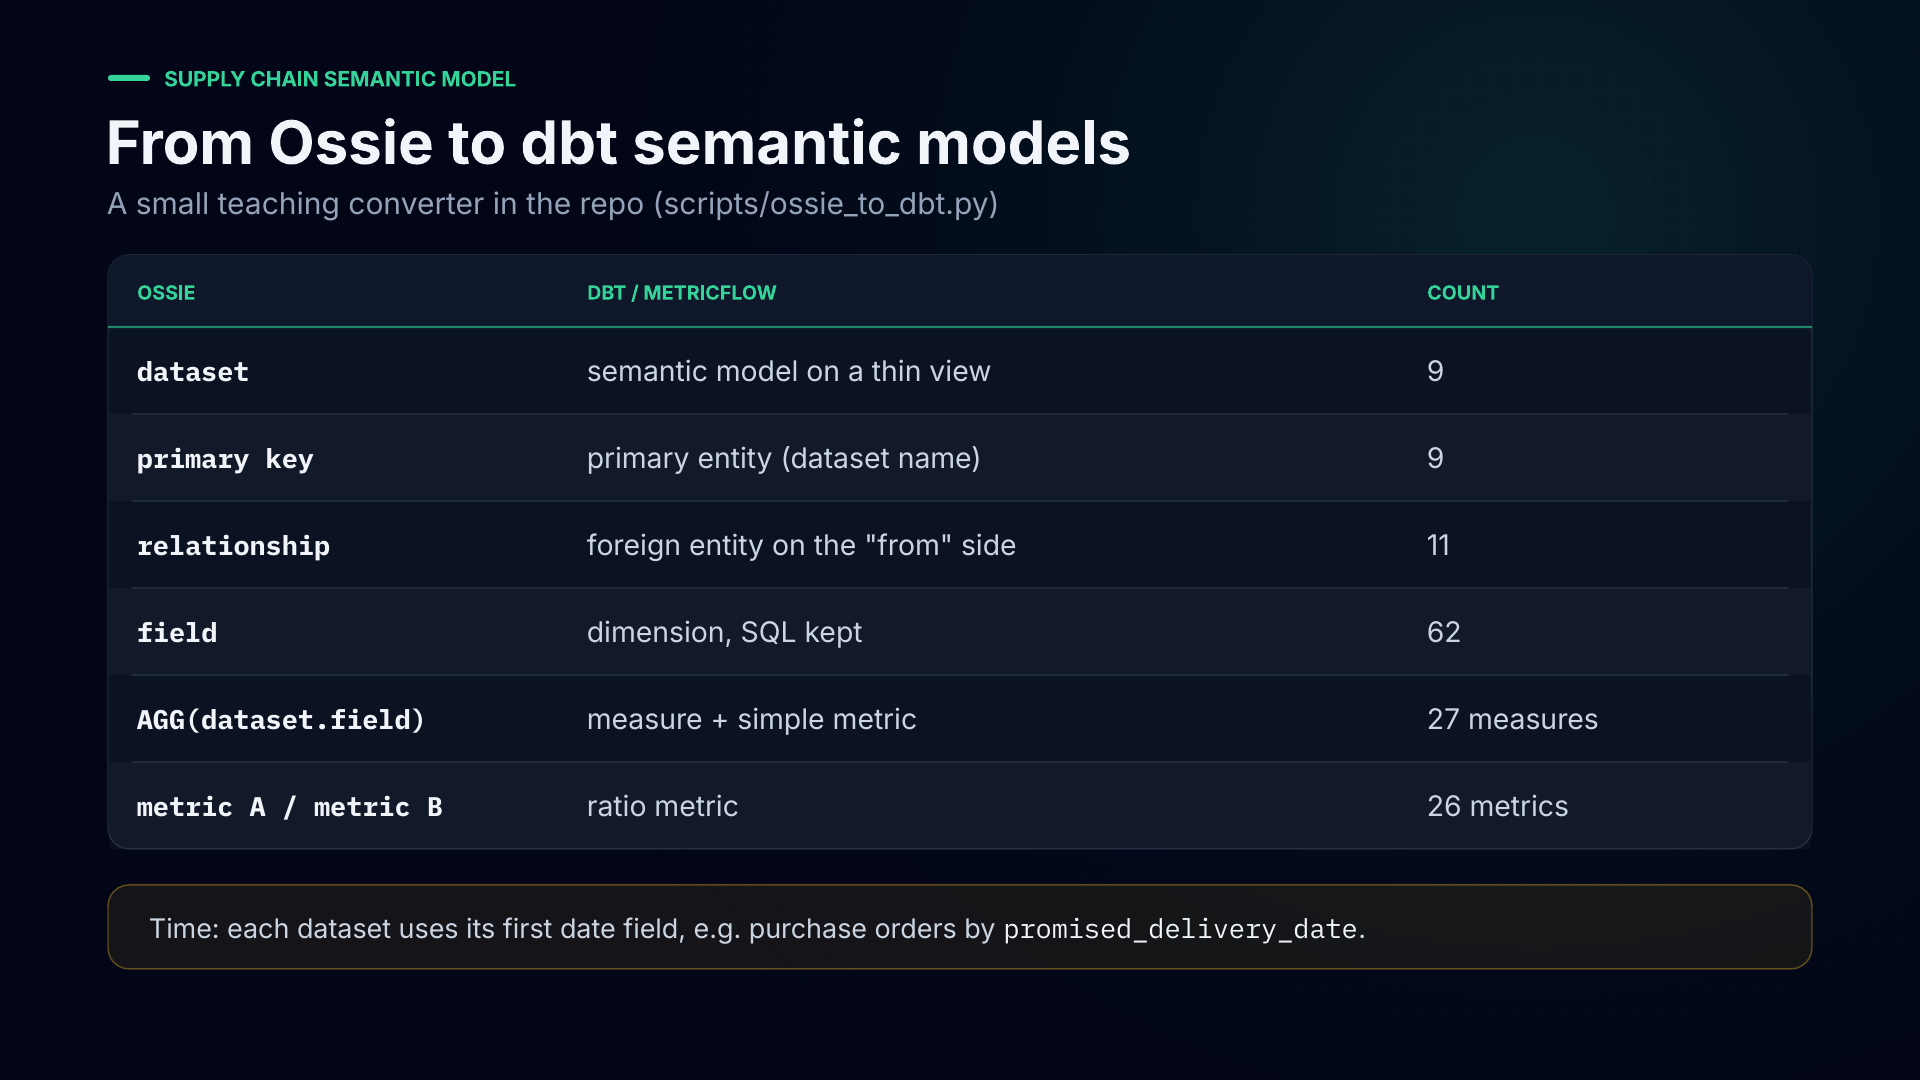 SUPPLY CHAIN SEMANTIC MODEL
From Ossie to dbt semantic models
A small teaching converter in the repo (scripts/ossie_to_dbt.py)
OSSIE DBT / METRICFLOW COUNT
dataset semantic model on a thin view 9
primary key primary entity (dataset name) 9
relationship foreign entity on the "from" side 11
field dimension, SQL kept 62
AGG(dataset.field) measure + simple metric 27 measures
metric A / metric B ratio metric 26 metrics
Time: each dataset uses its first date field, e.g. purchase orders by promised_delivery_date.